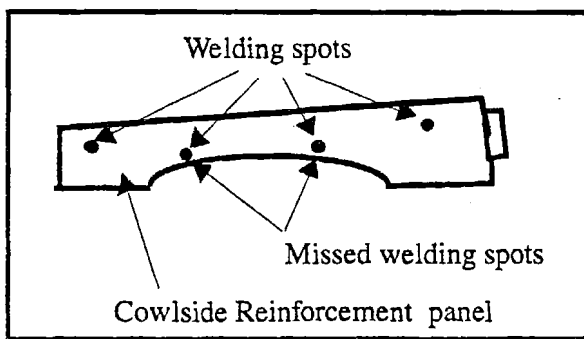 Welding spots
Missed welding spots
Cowlside Reinforcement panel